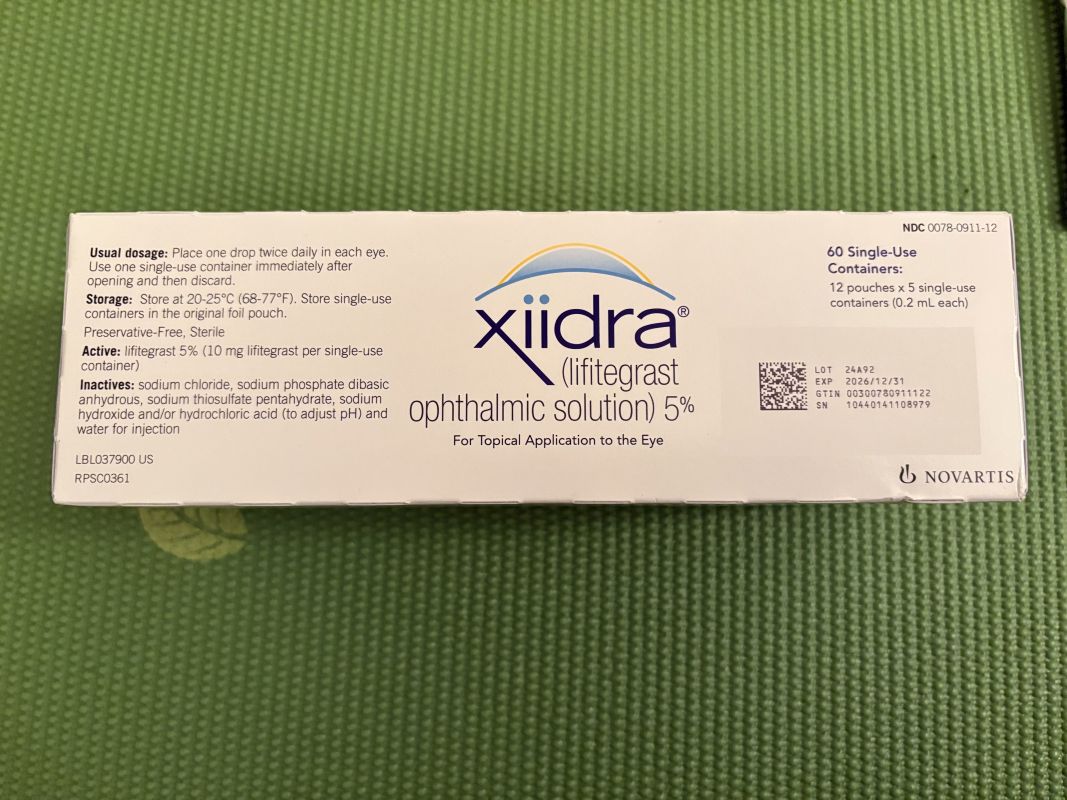 Usual dosage: Place one drop twice daily in each eye.
Use one single-use container immediately after
opening and then discard.
Storage: Store at 20-25°C (68-77°F). Store single-use
containers in the original foil pouch.
Preservative-Free, Sterile
Active: lifitegrast 5% (10 mg lifitegrast per single-use
container)
Inactives: sodium chloride, sodium phosphate dibasic
anhydrous, sodium thiosulfate pentahydrate, sodium
hydroxide and/or hydrochloric acid (to adjust pH) and
water for injection
LBL037900 US
RPSC0361
xiidra®
(lifitegrast
ophthalmic solution) 5%
For Topical Application to the Eye
NDC 0078-0911-12
60 Single-Use
Containers:
12 pouches x 5 single-use
containers (0.2 mL each)
LOT 24A92
EXP 2026/12/31
GTIN 00300780911122
SN 10440141108979
NOVARTIS